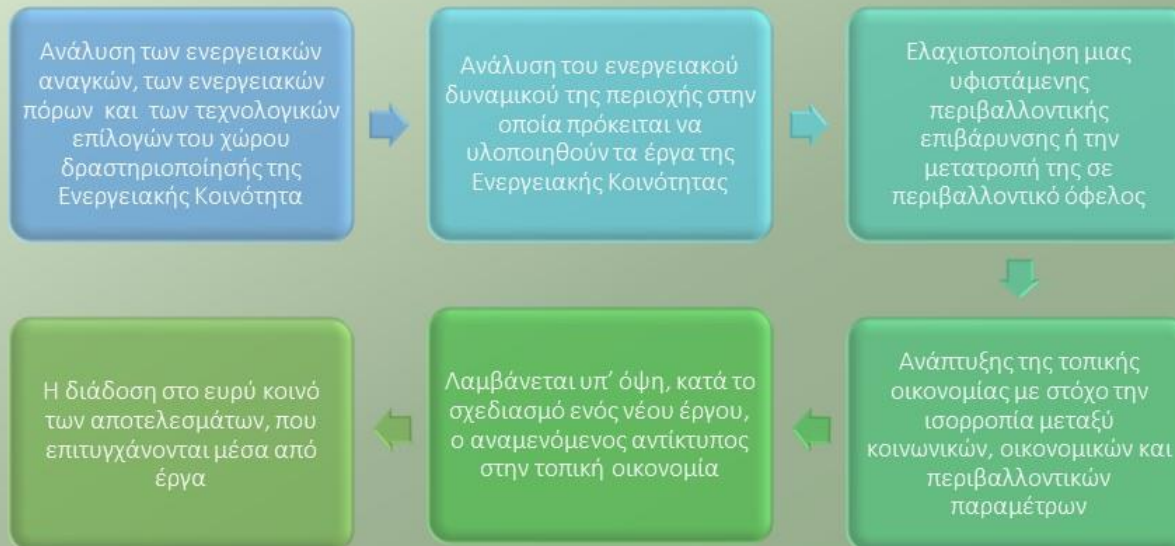 Ανάλυση των ενεργειακών
αναγκών, των ενεργειακών
πόρων και των τεχνολογικών
επίλογών του χώρου
δραστηριοποίησής της
Ενεργειακής Κοινότητα
Ανάλυση του ενεργειακού
δυναμικού της περιοχής στην
οποία πρόκειται να
υλοποιηθούν τα έργα της
Ενεργειακής Κοινότητας
Ελαχιστοποίηση μιας
υφιστάμενης
περιβαλλοντικής
επιβάρυνσης ή την
μετατροπή της σε
περιβαλλοντικό όφελος
Ανάπτυξης της τοπικής
οικονομίας με στόχο την
ισορροπία μεταξύ
κοινωνικών, οικονομικών και
περιβαλλοντικών
παραμέτρων
Λαμβάνεται υπ’ όψη, κατά το
σχεδιασμό ενός νέου έργου,
ο αναμενόμενος αντίκτυπος
στην τοπική οικονομία
Η διάδοση στο ευρύ κοινό
των αποτελεσμάτων, που
επιτυγχάνονται μέσα από
έργα